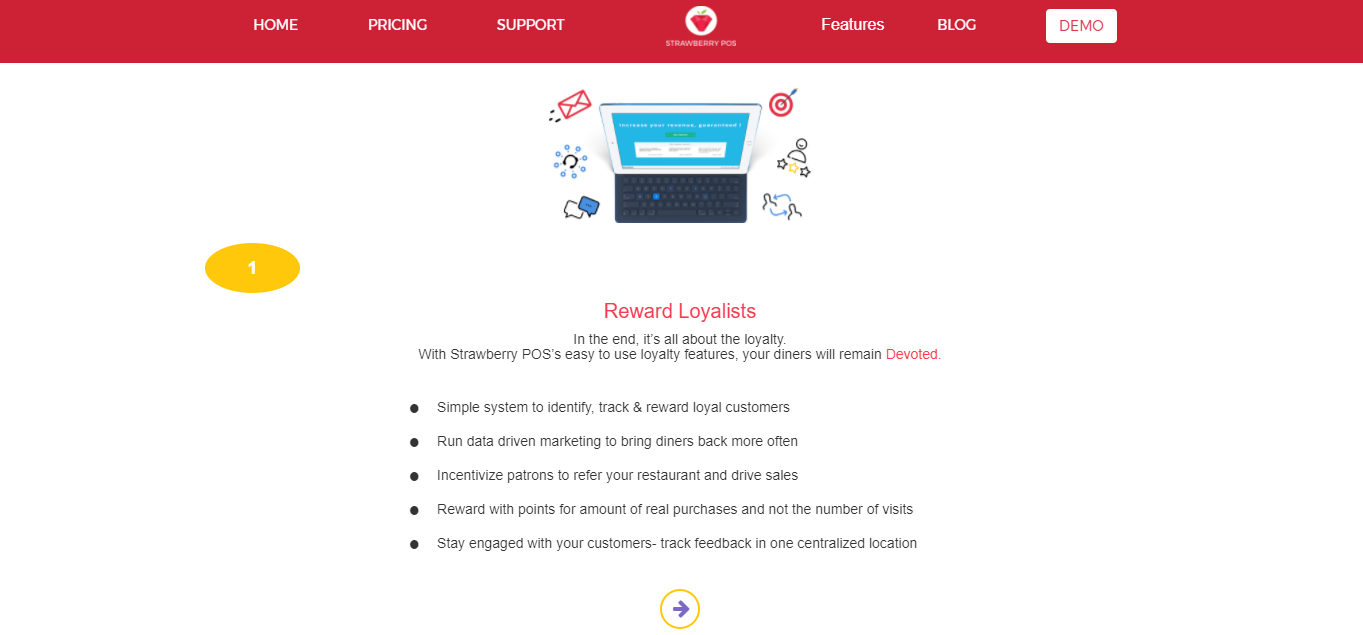 HOME PRICING SUPPORT STRAWBERRY POS Features BLOG DEMO
Increase your revenue, guaranteed !
1
Reward Loyalists
In the end, it's all about the loyalty.
With Strawberry POS's easy to use loyalty features, your diners will remain Devoted.
Simple system to identify, track & reward loyal customers
Run data driven marketing to bring diners back more often
Incentivize patrons to refer your restaurant and drive sales
Reward with points for amount of real purchases and not the number of visits
Stay engaged with your customers- track feedback in one centralized location